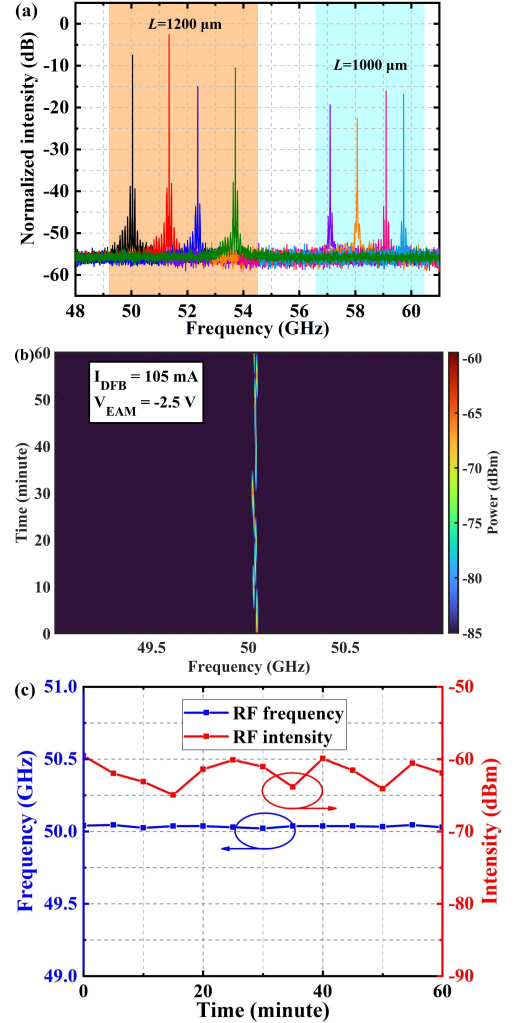 (a)
L=1200 µm
L=1000 µm
Normalized intensity (dB)
0
-10
-20
-30
-40
-50
-60
48 50 52 54 56 58 60
Frequency (GHz)
(b)
I_DFB = 105 mA
V_EAM = -2.5 V
Time (minute)
60
50
40
30
20
10
0
49.5 50 50.5
Frequency (GHz)
-60
-65
-70
-75
-80
-85
Power (dBm)
(c)
RF frequency
RF intensity
Frequency (GHz)
51.0
50.5
50.0
49.5
49.0
0 20 40 60
Time (minute)
-50
-60
-70
-80
-90
Intensity (dBm)